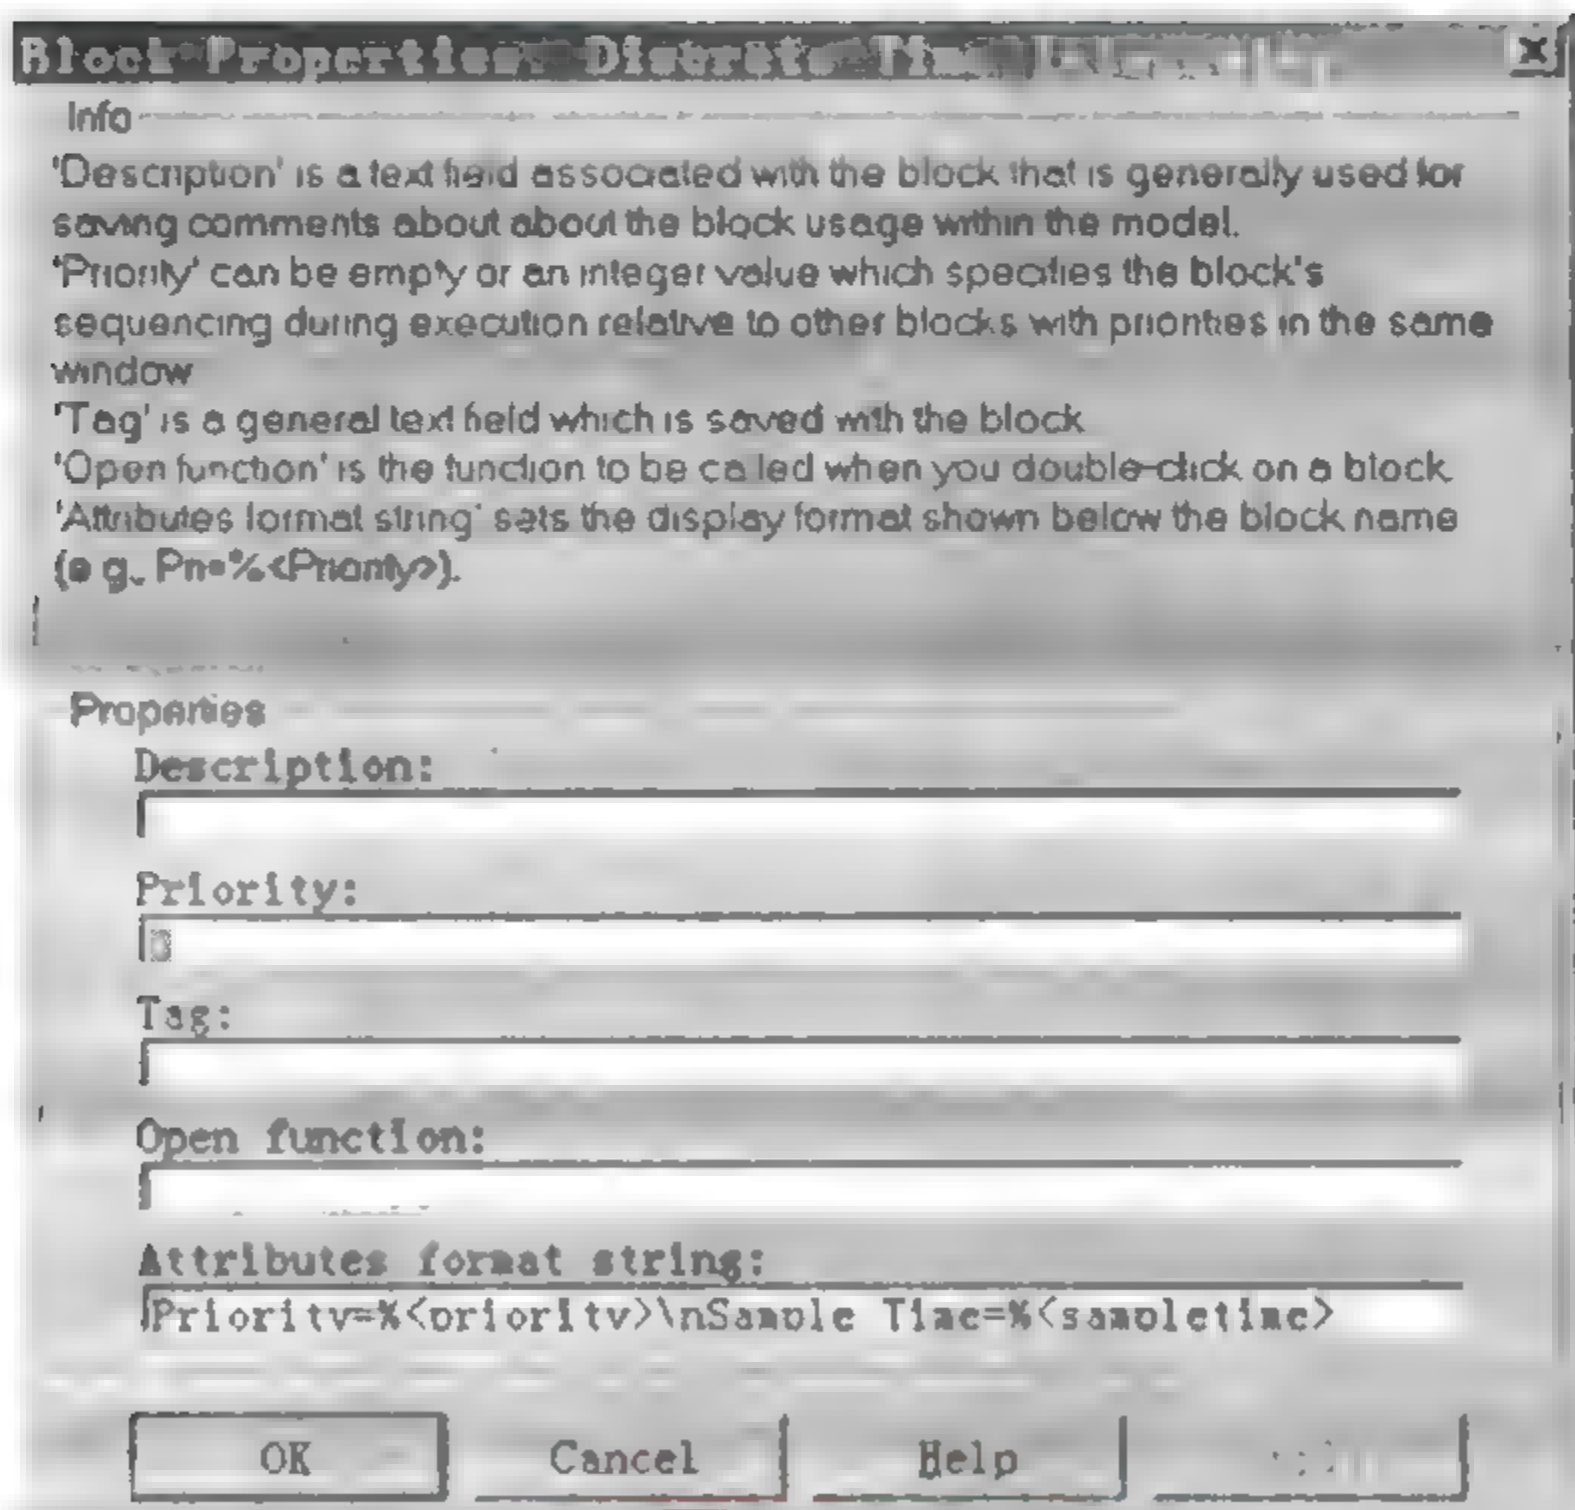 Block Properties: Discrete-Time
Info
'Description' is a text field associated with the block that is generally used for
saving comments about about the block usage within the model.
'Priority' can be empty or an integer value which specifies the block's
sequencing during execution relative to other blocks with priorities in the same
window
'Tag' is a general text field which is saved with the block
'Open function' is the function to be called when you double-click on a block
'Attributes format string' sets the display format shown below the block name
(e.g., Pri=%<Priority>).
Properties
Description:
Priority:
Tag:
Open function:
Attributes format string:
Priority=%<priority>\nSample Time=%<sampletime>
OK Cancel Help